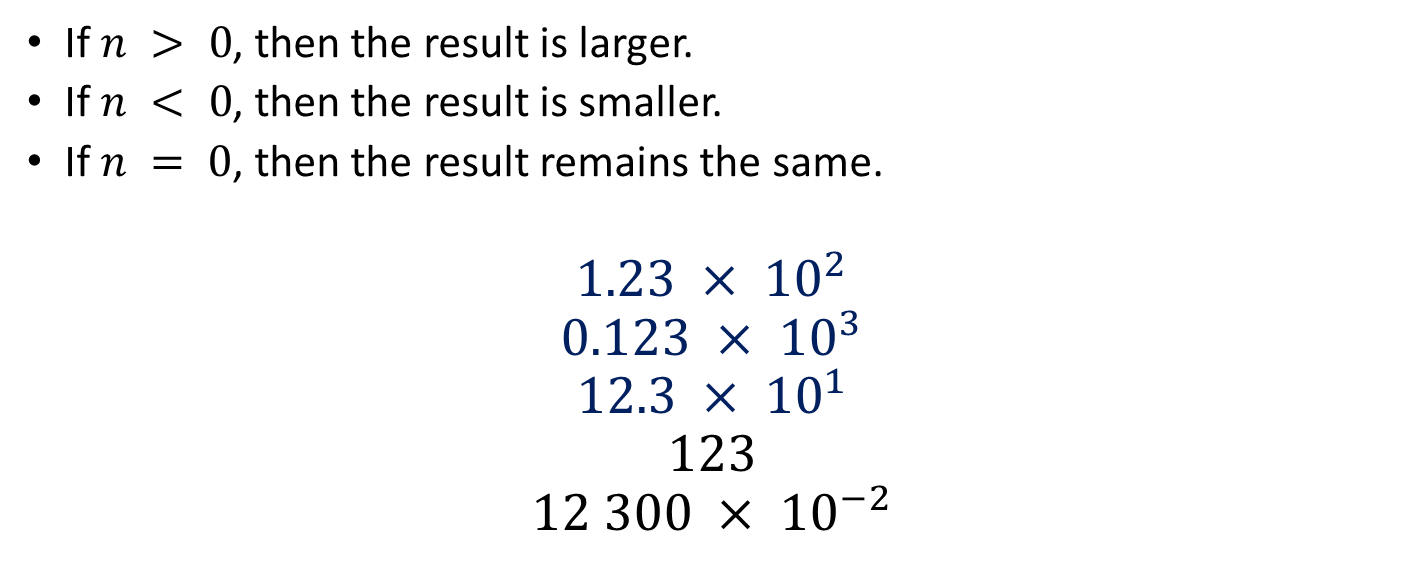 • If n > 0, then the result is larger.
• If n < 0, then the result is smaller.
• If n = 0, then the result remains the same.
1.23 × 10²
0.123 × 10³
12.3 × 10¹
123
12 300 × 10⁻²